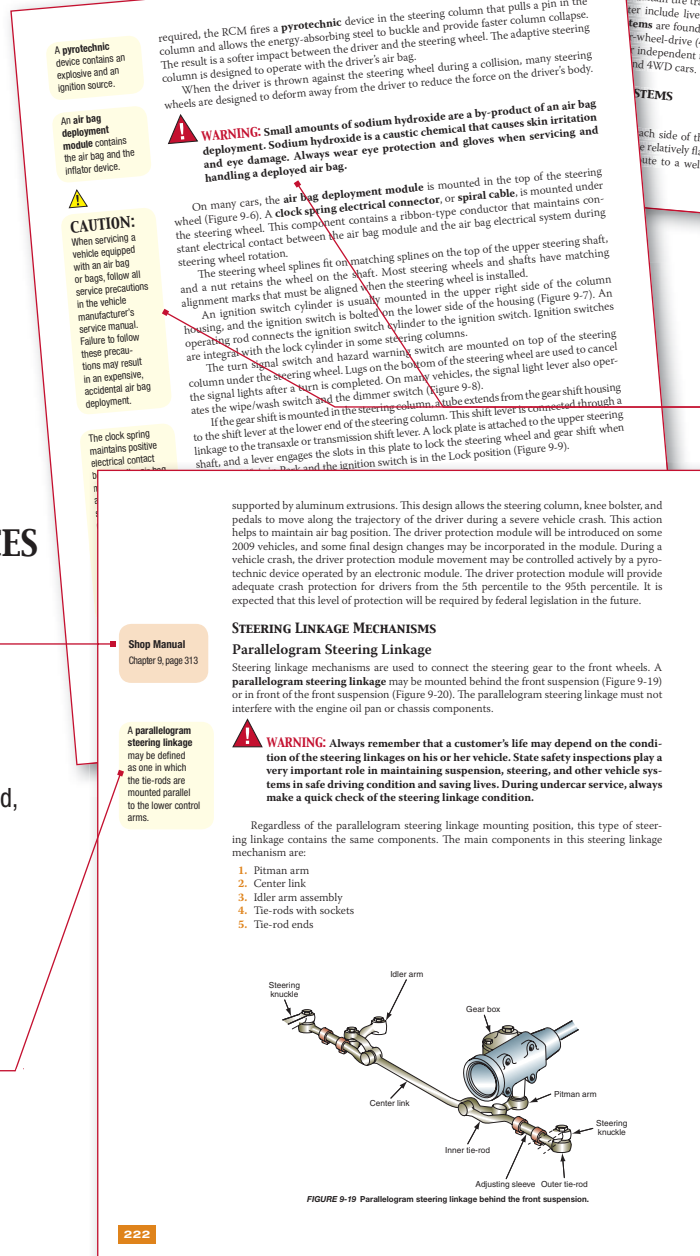 required, the RCM fires a pyrotechnic device in the steering column that pulls a pin in the
column and allows the energy-absorbing steel to buckle and provide faster column collapse.
The result is a softer impact between the driver and the steering wheel. The adaptive steering
column is designed to operate with the driver's air bag.
When the driver is thrown against the steering wheel during a collision, many steering
wheels are designed to deform away from the driver to reduce the force on the driver's body.
WARNING: Small amounts of sodium hydroxide are a by-product of an air bag
deployment. Sodium hydroxide is a caustic chemical that causes skin irritation
and eye damage. Always wear eye protection and gloves when servicing and
handling a deployed air bag.
On many cars, the air bag deployment module is mounted in the top of the steering
wheel (Figure 9-6). A clock spring electrical connector, or spiral cable, is mounted under
the steering wheel. This component contains a ribbon-type conductor that maintains con-
stant electrical contact between the air bag module and the air bag electrical system during
steering wheel rotation.
The steering wheel splines fit on matching splines on the top of the upper steering shaft,
and a nut retains the wheel on the shaft. Most steering wheels and shafts have matching
alignment marks that must be aligned when the steering wheel is installed.
An ignition switch cylinder is usually mounted in the upper right side of the column
housing, and the ignition switch is bolted on the lower side of the housing (Figure 9-7). An
operating rod connects the ignition switch cylinder to the ignition switch. Ignition switches
are integral with the lock cylinder in some steering columns.
The turn signal switch and hazard warning switch are mounted on top of the steering
column under the steering wheel. Lugs on the bottom of the steering wheel are used to cancel
the signal lights after a turn is completed. On many vehicles, the signal light lever also oper-
ates the wipe/wash switch and the dimmer switch (Figure 9-8).
If the gear shift is mounted in the steering column, a tube extends from the gear shift housing
to the shift lever at the lower end of the steering column. This shift lever is connected through a
linkage to the transaxle or transmission shift lever. A lock plate is attached to the upper steering
shaft, and a lever engages the slots in this plate to lock the steering wheel and gear shift when
Park and the ignition switch is in the Lock position (Figure 9-9).
A pyrotechnic
device contains an
explosive and an
ignition source.
An air bag
deployment
module contains
the air bag and the
inflator device.
CAUTION:
When servicing a
vehicle equipped
with an air bag
or bags, follow all
service precautions
in the vehicle
manufacturer's
service manual.
Failure to follow
these precau-
tions may result
in an expensive,
accidental air bag
deployment.
The clock spring
maintains positive
electrical contact
ter include live
tems are found
r-wheel-drive (
independent
nd 4WD cars.
STEMS
ach side of th
e relatively fla
ute to a wel
CES
d,
supported by aluminum extrusions. This design allows the steering column, knee bolster, and
pedals to move along the trajectory of the driver during a severe vehicle crash. This action
helps to maintain air bag position. The driver protection module will be introduced on some
2009 vehicles, and some final design changes may be incorporated in the module. During a
vehicle crash, the driver protection module movement may be controlled actively by a pyro-
technic device operated by an electronic module. The driver protection module will provide
adequate crash protection for drivers from the 5th percentile to the 95th percentile. It is
expected that this level of protection will be required by federal legislation in the future.
STEERING LINKAGE MECHANISMS
Parallelogram Steering Linkage
Steering linkage mechanisms are used to connect the steering gear to the front wheels. A
parallelogram steering linkage may be mounted behind the front suspension (Figure 9-19)
or in front of the front suspension (Figure 9-20). The parallelogram steering linkage must not
interfere with the engine oil pan or chassis components.
WARNING: Always remember that a customer's life may depend on the condi-
tion of the steering linkages on his or her vehicle. State safety inspections play a
very important role in maintaining suspension, steering, and other vehicle sys-
tems in safe driving condition and saving lives. During undercar service, always
make a quick check of the steering linkage condition.
Regardless of the parallelogram steering linkage mounting position, this type of steer-
ing linkage contains the same components. The main components in this steering linkage
mechanism are:
1. Pitman arm
2. Center link
3. Idler arm assembly
4. Tie-rods with sockets
5. Tie-rod ends
Shop Manual
Chapter 9, page 313
A parallelogram
steering linkage
may be defined
as one in which
the tie-rods are
mounted parallel
to the lower control
arms.
Idler arm
Steering
knuckle
Gear box
Center link
Pitman arm
Steering
knuckle
Inner tie-rod
Adjusting sleeve
Outer tie-rod
FIGURE 9-19 Parallelogram steering linkage behind the front suspension.
222